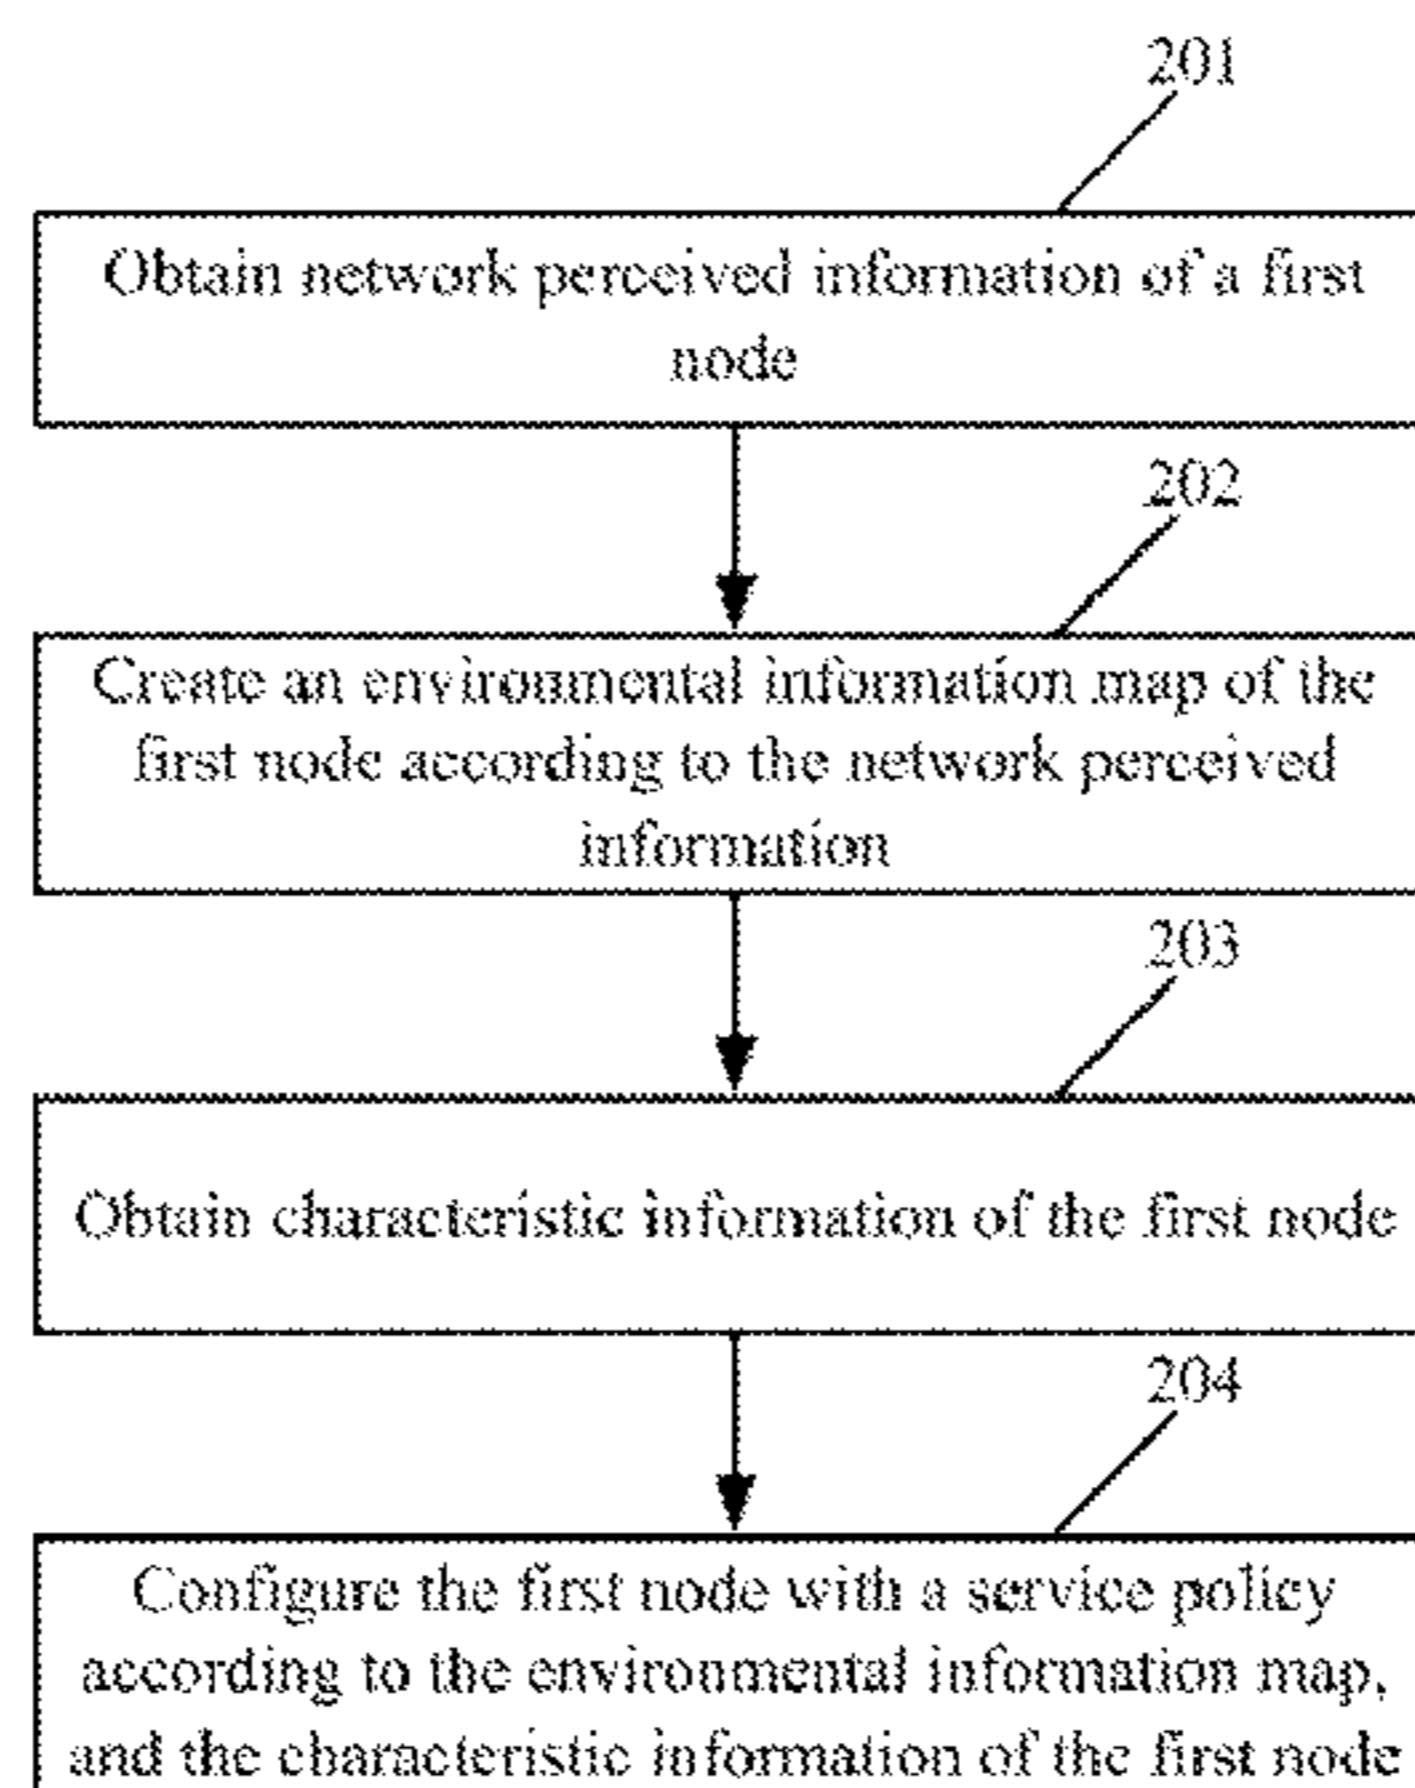 201
Obtain network perceived information of a first
node
202
Create an environmental information map of the
first node according to the network perceived
information
203
Obtain characteristic information of the first node
204
Configure the first node with a service policy
according to the environmental information map,
and the characteristic information of the first node